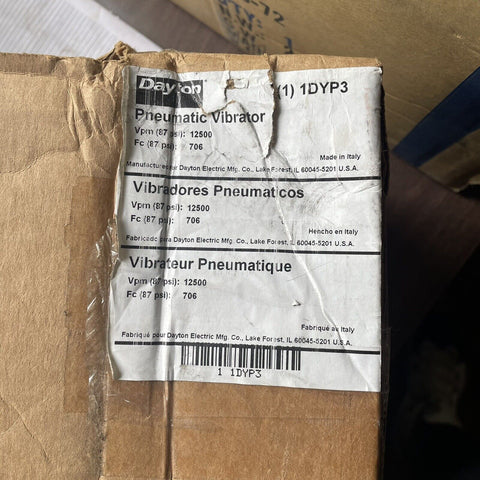 Dayton (1) 1DYP3
Pneumatic Vibrator
Vpm (87 psi): 12500
Fc (87 psi): 706
Made in Italy
Manufactured for Dayton Electric Mfg. Co., Lake Forest, IL 60045-5201 U.S.A.
Vibradores Pneumaticos
Vpm (87 psi): 12500
Fc (87 psi): 706
Hencho en Italy
Fabricado para Dayton Electric Mfg. Co., Lake Forest, IL 60045-5201 U.S.A.
Vibrateur Pneumatique
Vpm (87 psi): 12500
Fc (87 psi): 706
Fabriqué au Italy
Fabriqué pour Dayton Electric Mfg. Co., Lake Forest, IL 60045-5201 U.S.A.
1 1DYP3